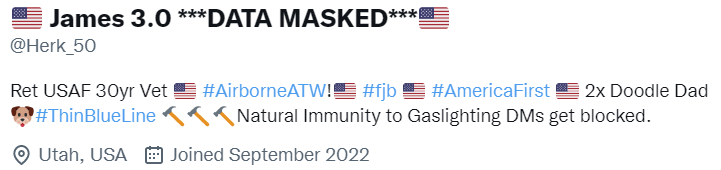 🇺🇸 James 3.0 ***DATA MASKED***🇺🇸
@Herk_50
Ret USAF 30yr Vet 🇺🇸 #AirborneATW!🇺🇸 #fjb 🇺🇸 #AmericaFirst 🇺🇸 2x Doodle Dad
🐶#ThinBlueLine 🔨🔨🔨Natural Immunity to Gaslighting DMs get blocked.
Utah, USA Joined September 2022